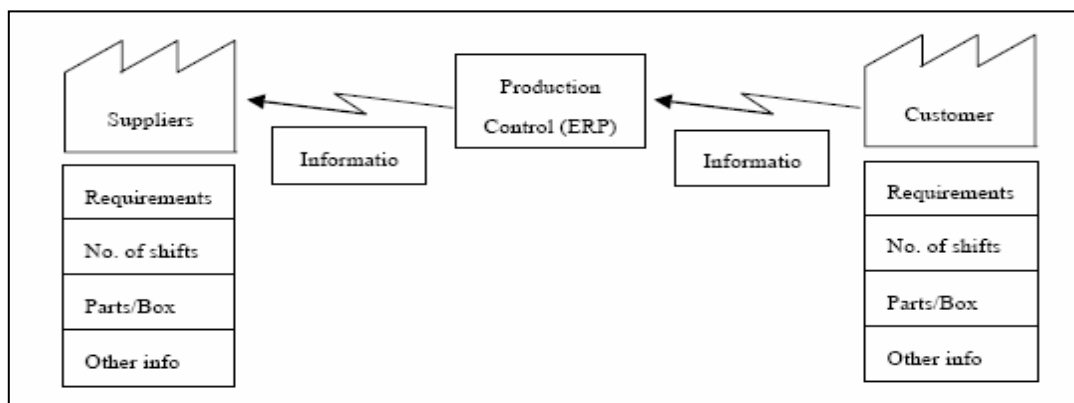 Suppliers
Production
Control (ERP)
Customer
Informatio
Informatio
Requirements
No. of shifts
Parts/Box
Other info
Requirements
No. of shifts
Parts/Box
Other info